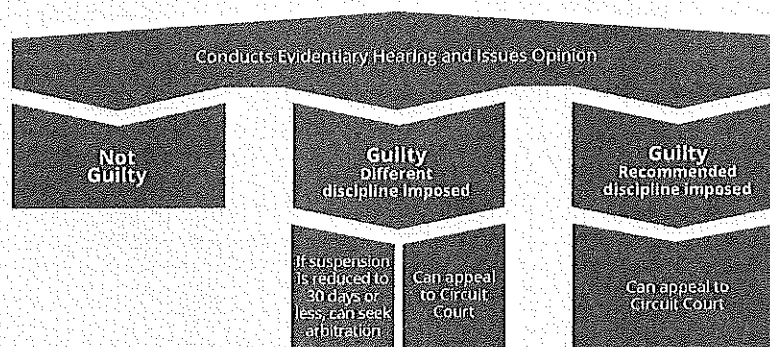 Conducts Evidentiary Hearing and Issues Opinion
Not
Guilty
Guilty
Different
discipline imposed
Guilty
Recommended
discipline imposed
If suspension
is reduced to
30 days or
less, can seek
arbitration
Can appeal
to Circuit
Court
Can appeal to
Circuit Court